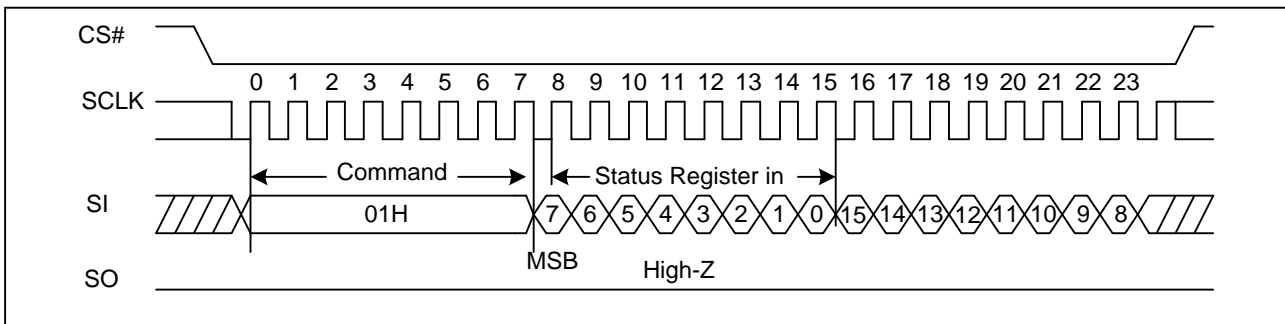 CS#
0 1 2 3 4 5 6 7 8 9 10 11 12 13 14 15 16 17 18 19 20 21 22 23
SCLK
Command
Status Register in
SI
01H
7 6 5 4 3 2 1 0 15 14 13 12 11 10 9 8
MSB
High-Z
SO